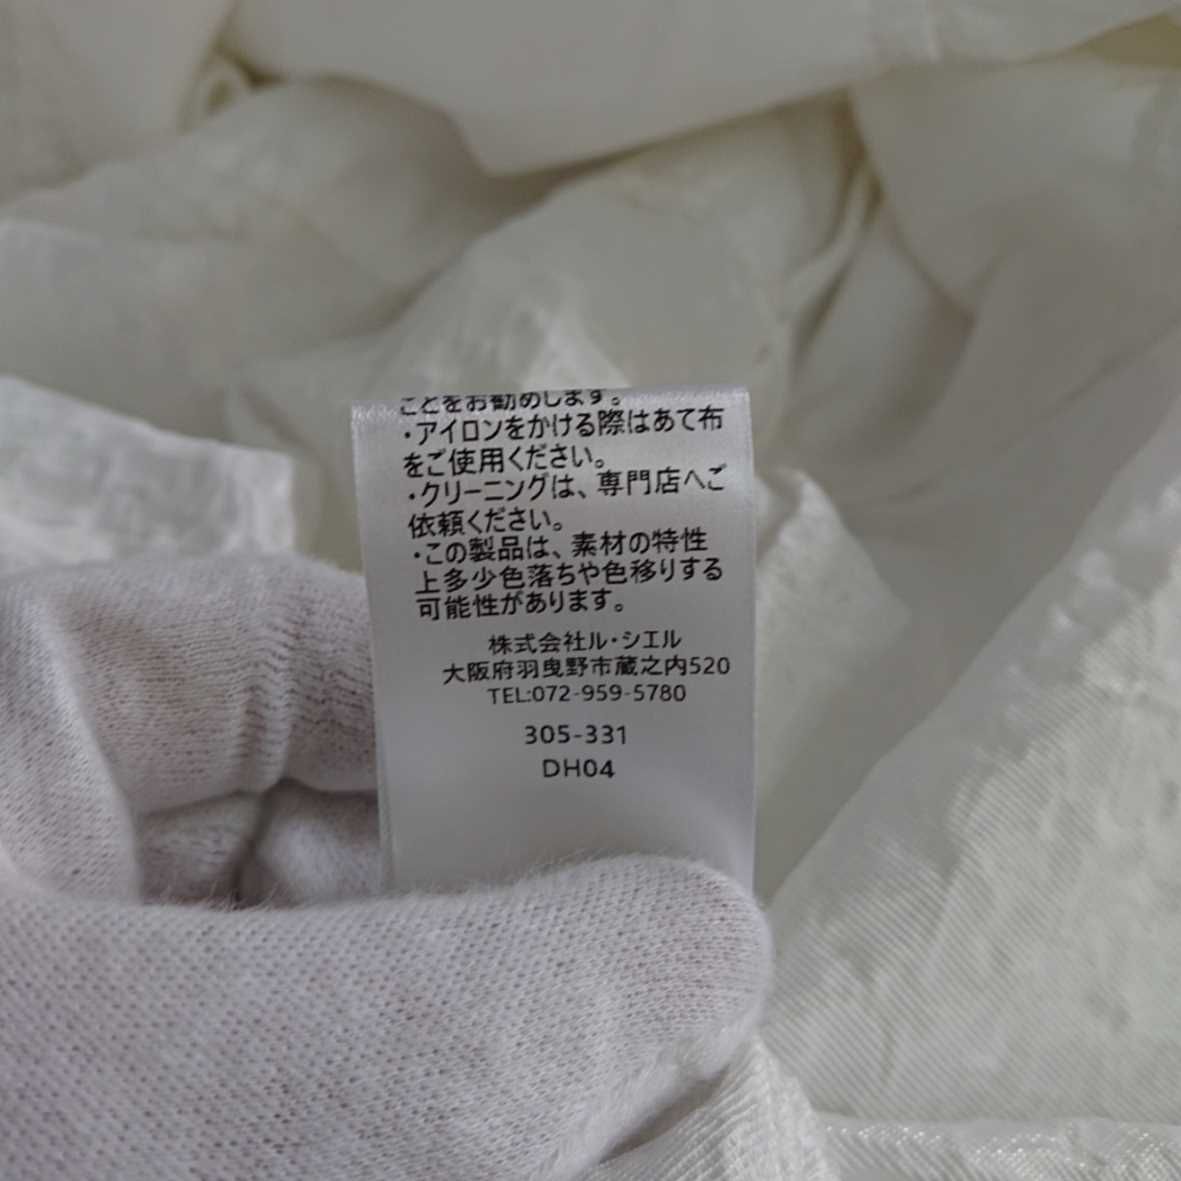 ことをお勧めします。
・アイロンをかける際はあて布
をご使用ください。
・クリーニングは、専門店へご
依頼ください。
・この製品は、素材の特性
上多少色落ちや色移りする
可能性があります。
株式会社ル・シエル
大阪府羽曳野市蔵之内520
TEL:072-959-5780
305-331
DH04